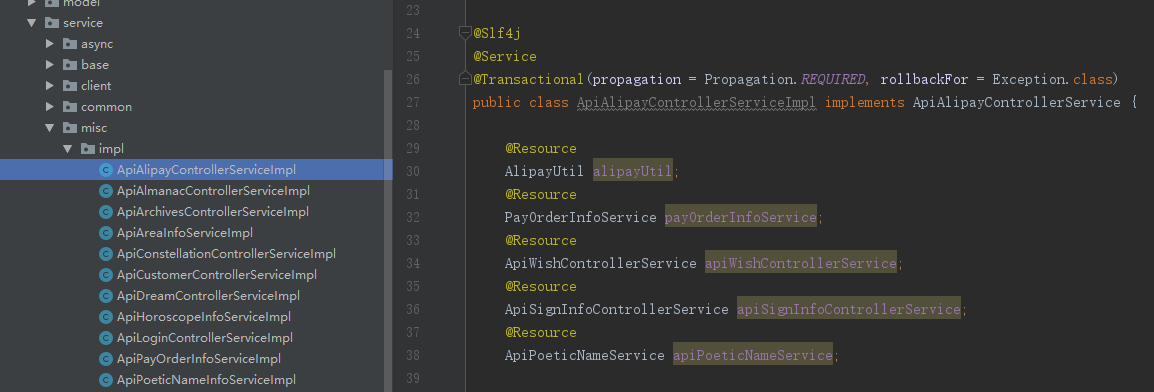 model
service
async
base
client
common
misc
impl
ApiAlipayControllerServiceImpl
ApiAlmanacControllerServiceImpl
ApiArchivesControllerServiceImpl
ApiAreaInfoServiceImpl
ApiConstellationControllerServiceImpl
ApiCustomerControllerServiceImpl
ApiDreamControllerServiceImpl
ApiHoroscopeInfoServiceImpl
ApiLoginControllerServiceImpl
ApiPayOrderInfoServiceImpl
ApiPoeticNameInfoServiceImpl
23
24 @Slf4j
25 @Service
26 @Transactional(propagation = Propagation.REQUIRED, rollbackFor = Exception.class)
27 public class ApiAlipayControllerServiceImpl implements ApiAlipayControllerService {
28
29 @Resource
30 AlipayUtil alipayUtil;
31 @Resource
32 PayOrderInfoService payOrderInfoService;
33 @Resource
34 ApiWishControllerService apiWishControllerService;
35 @Resource
36 ApiSignInfoControllerService apiSignInfoControllerService;
37 @Resource
38 ApiPoeticNameService apiPoeticNameService;
39